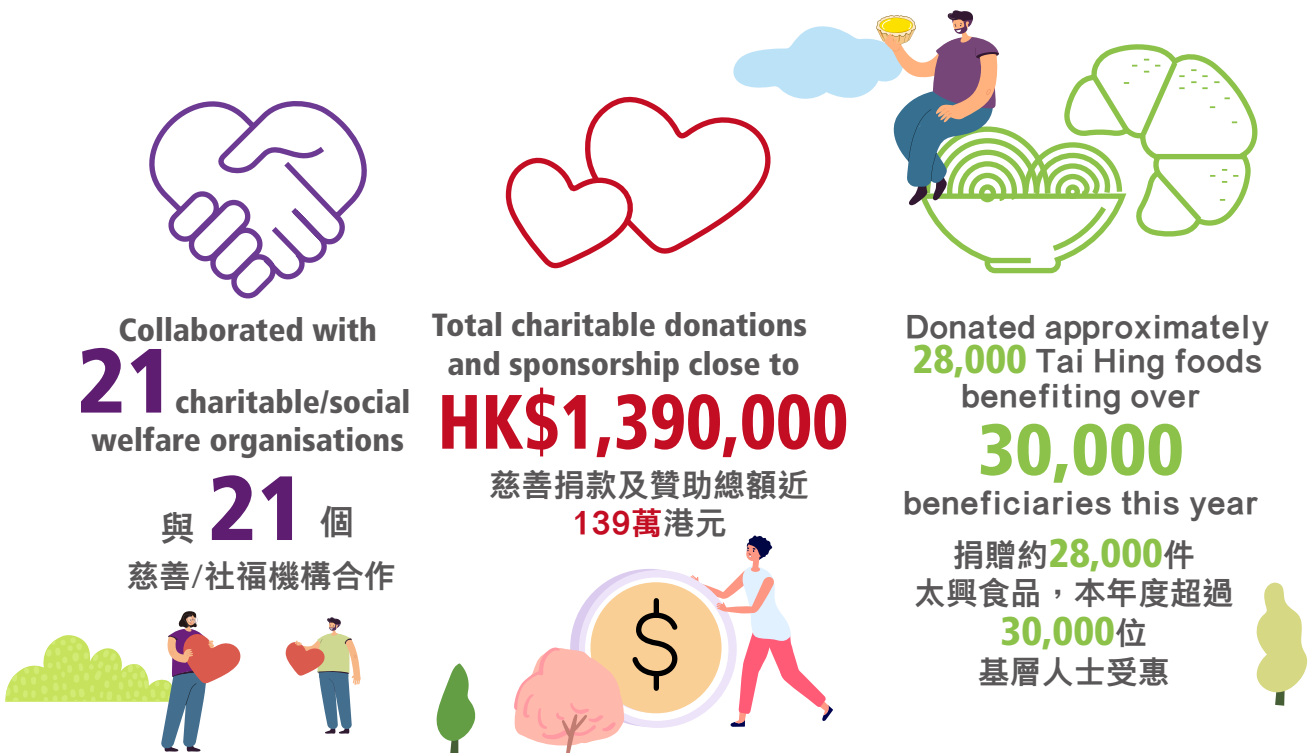 Collaborated with
21 charitable/social
welfare organisations
與 21 個
慈善/社福機構合作
Total charitable donations
and sponsorship close to
HK$1,390,000
慈善捐款及贊助總額近
139萬港元
$
Donated approximately
28,000 Tai Hing foods
benefiting over
30,000
beneficiaries this year
捐贈約28,000件
太興食品，本年度超過
30,000位
基層人士受惠